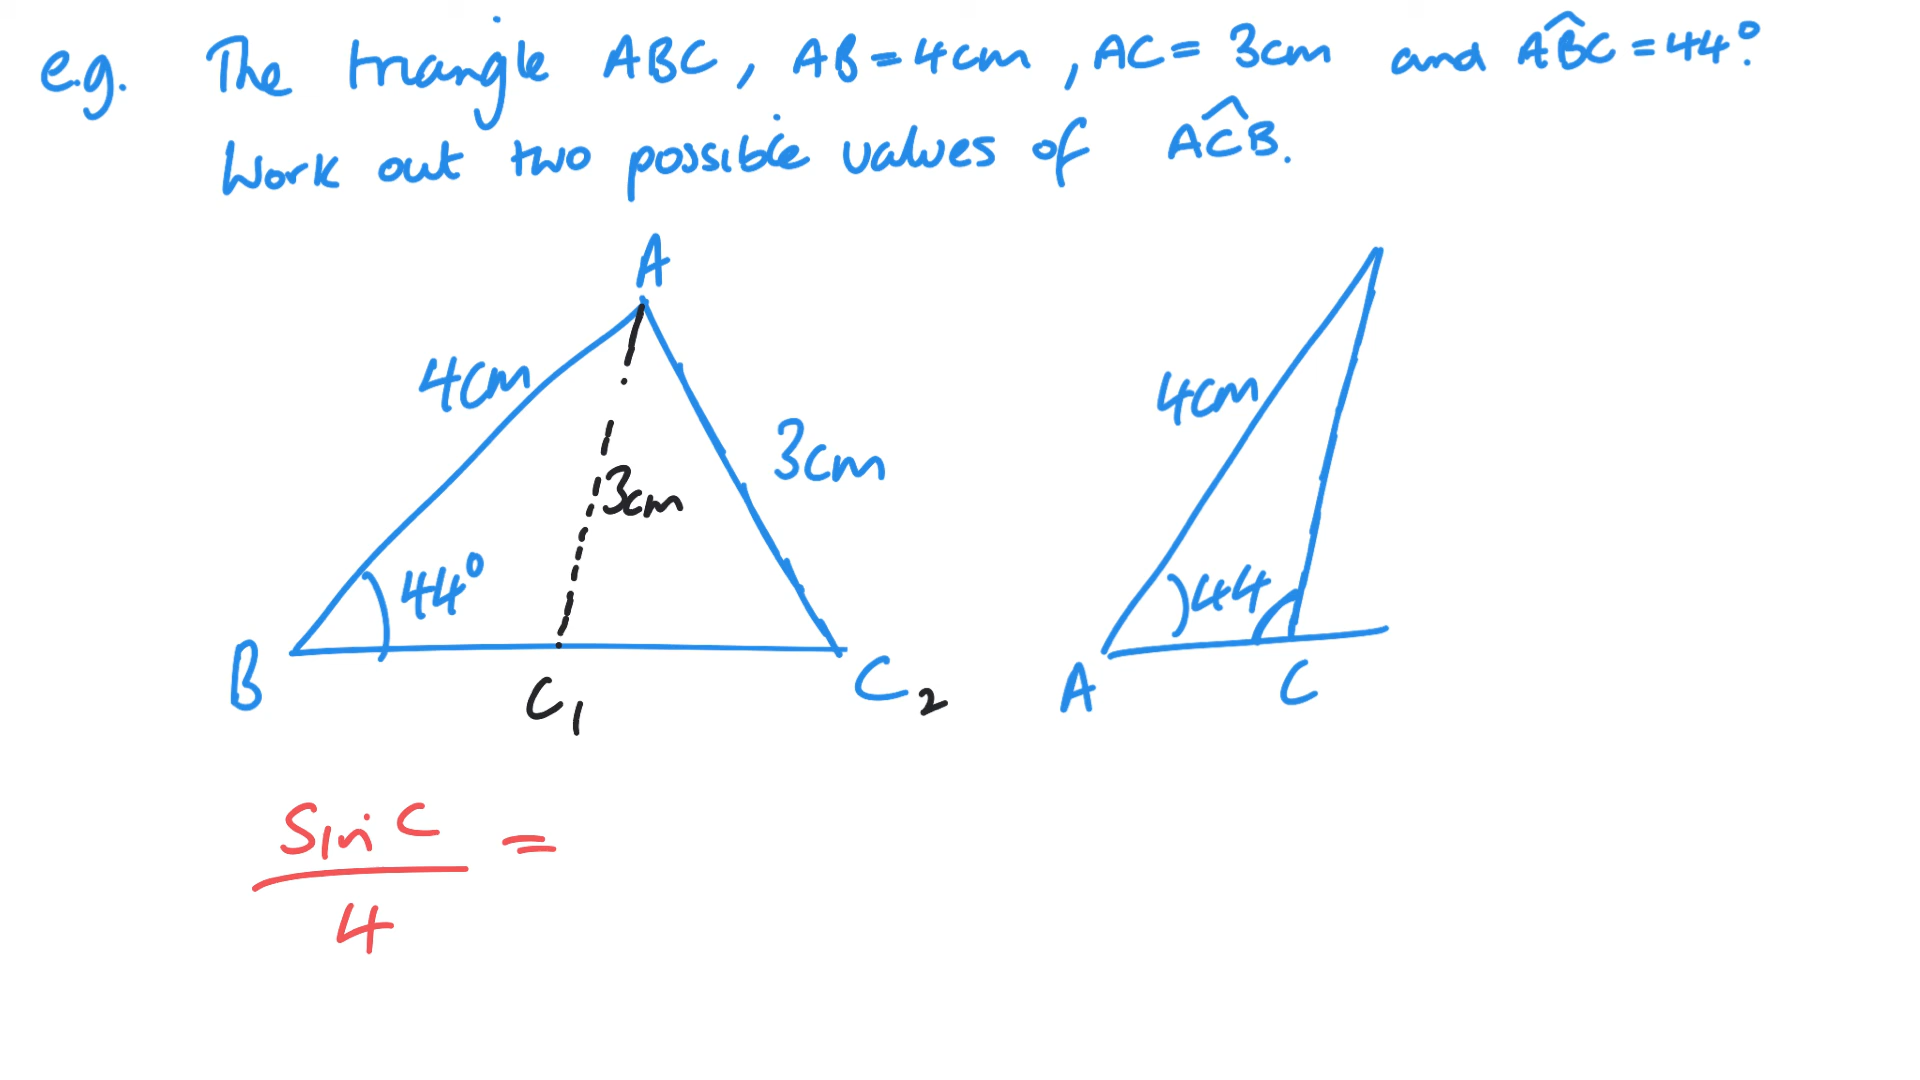 e.g. The triangle ABC, AB=4cm, AC= 3cm and AB̂C=44°.
Work out two possible values of AĈB.
A
4cm
3cm
3cm
44°
B
C₁
C₂
4cm
44
A
C
Sin C
=
4